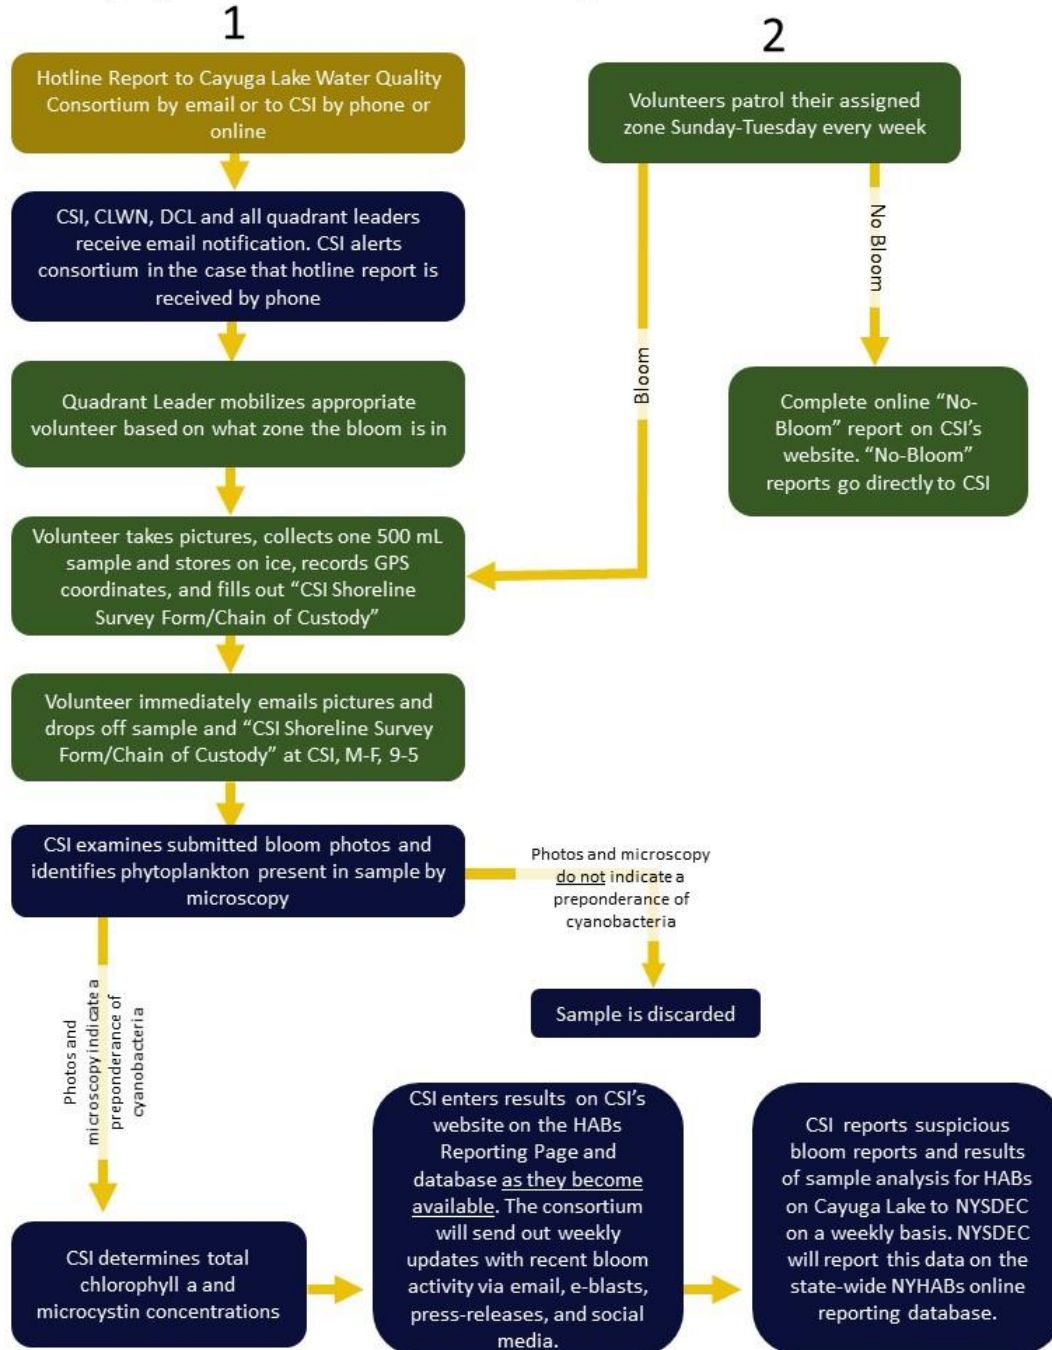 1
Hotline Report to Cayuga Lake Water Quality
Consortium by email or to CSI by phone or
online
CSI, CLWN, DCL and all quadrant leaders
receive email notification. CSI alerts
consortium in the case that hotline report is
received by phone
Quadrant Leader mobilizes appropriate
volunteer based on what zone the bloom is in
Volunteer takes pictures, collects one 500 mL
sample and stores on ice, records GPS
coordinates, and fills out “CSI Shoreline
Survey Form/Chain of Custody”
Volunteer immediately emails pictures and
drops off sample and “CSI Shoreline Survey
Form/Chain of Custody” at CSI, M-F, 9-5
CSI examines submitted bloom photos and
identifies phytoplankton present in sample by
microscopy
2
Volunteers patrol their assigned
zone Sunday-Tuesday every week
Bloom
No Bloom
Complete online “No-
Bloom” report on CSI’s
website. “No-Bloom”
reports go directly to CSI
Photos and microscopy
do not indicate a
preponderance of
cyanobacteria
Sample is discarded
Photos and
microscopy indicate a
preponderance of
cyanobacteria
CSI determines total
chlorophyll a and
microcystin concentrations
CSI enters results on CSI’s
website on the HABs
Reporting Page and
database as they become
available. The consortium
will send out weekly
updates with recent bloom
activity via email, e-blasts,
press-releases, and social
media.
CSI reports suspicious
bloom reports and results
of sample analysis for HABs
on Cayuga Lake to NYSDEC
on a weekly basis. NYSDEC
will report this data on the
state-wide NYHABs online
reporting database.